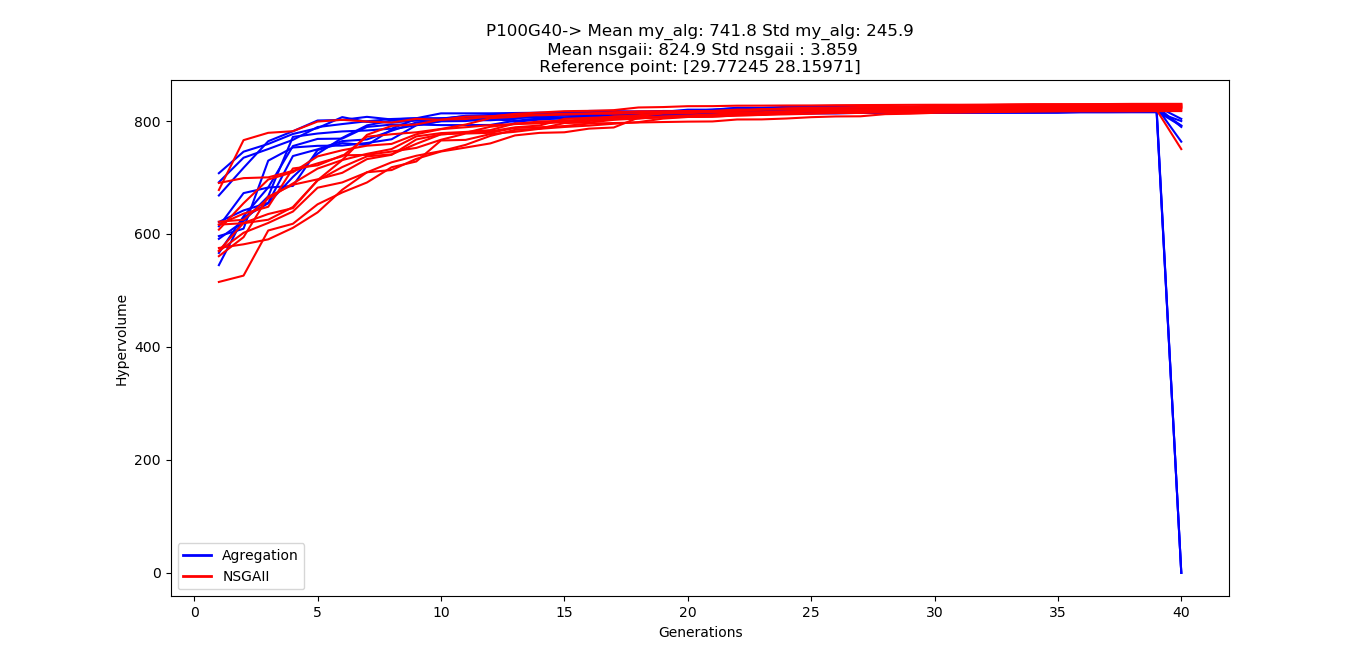 P100G40-> Mean my_alg: 741.8 Std my_alg: 245.9
Mean nsgaii: 824.9 Std nsgaii : 3.859
Reference point: [29.77245 28.15971]
800
600
400
200
0
Hypervolume
Agregation
NSGAII
0 5 10 15 20 25 30 35 40
Generations